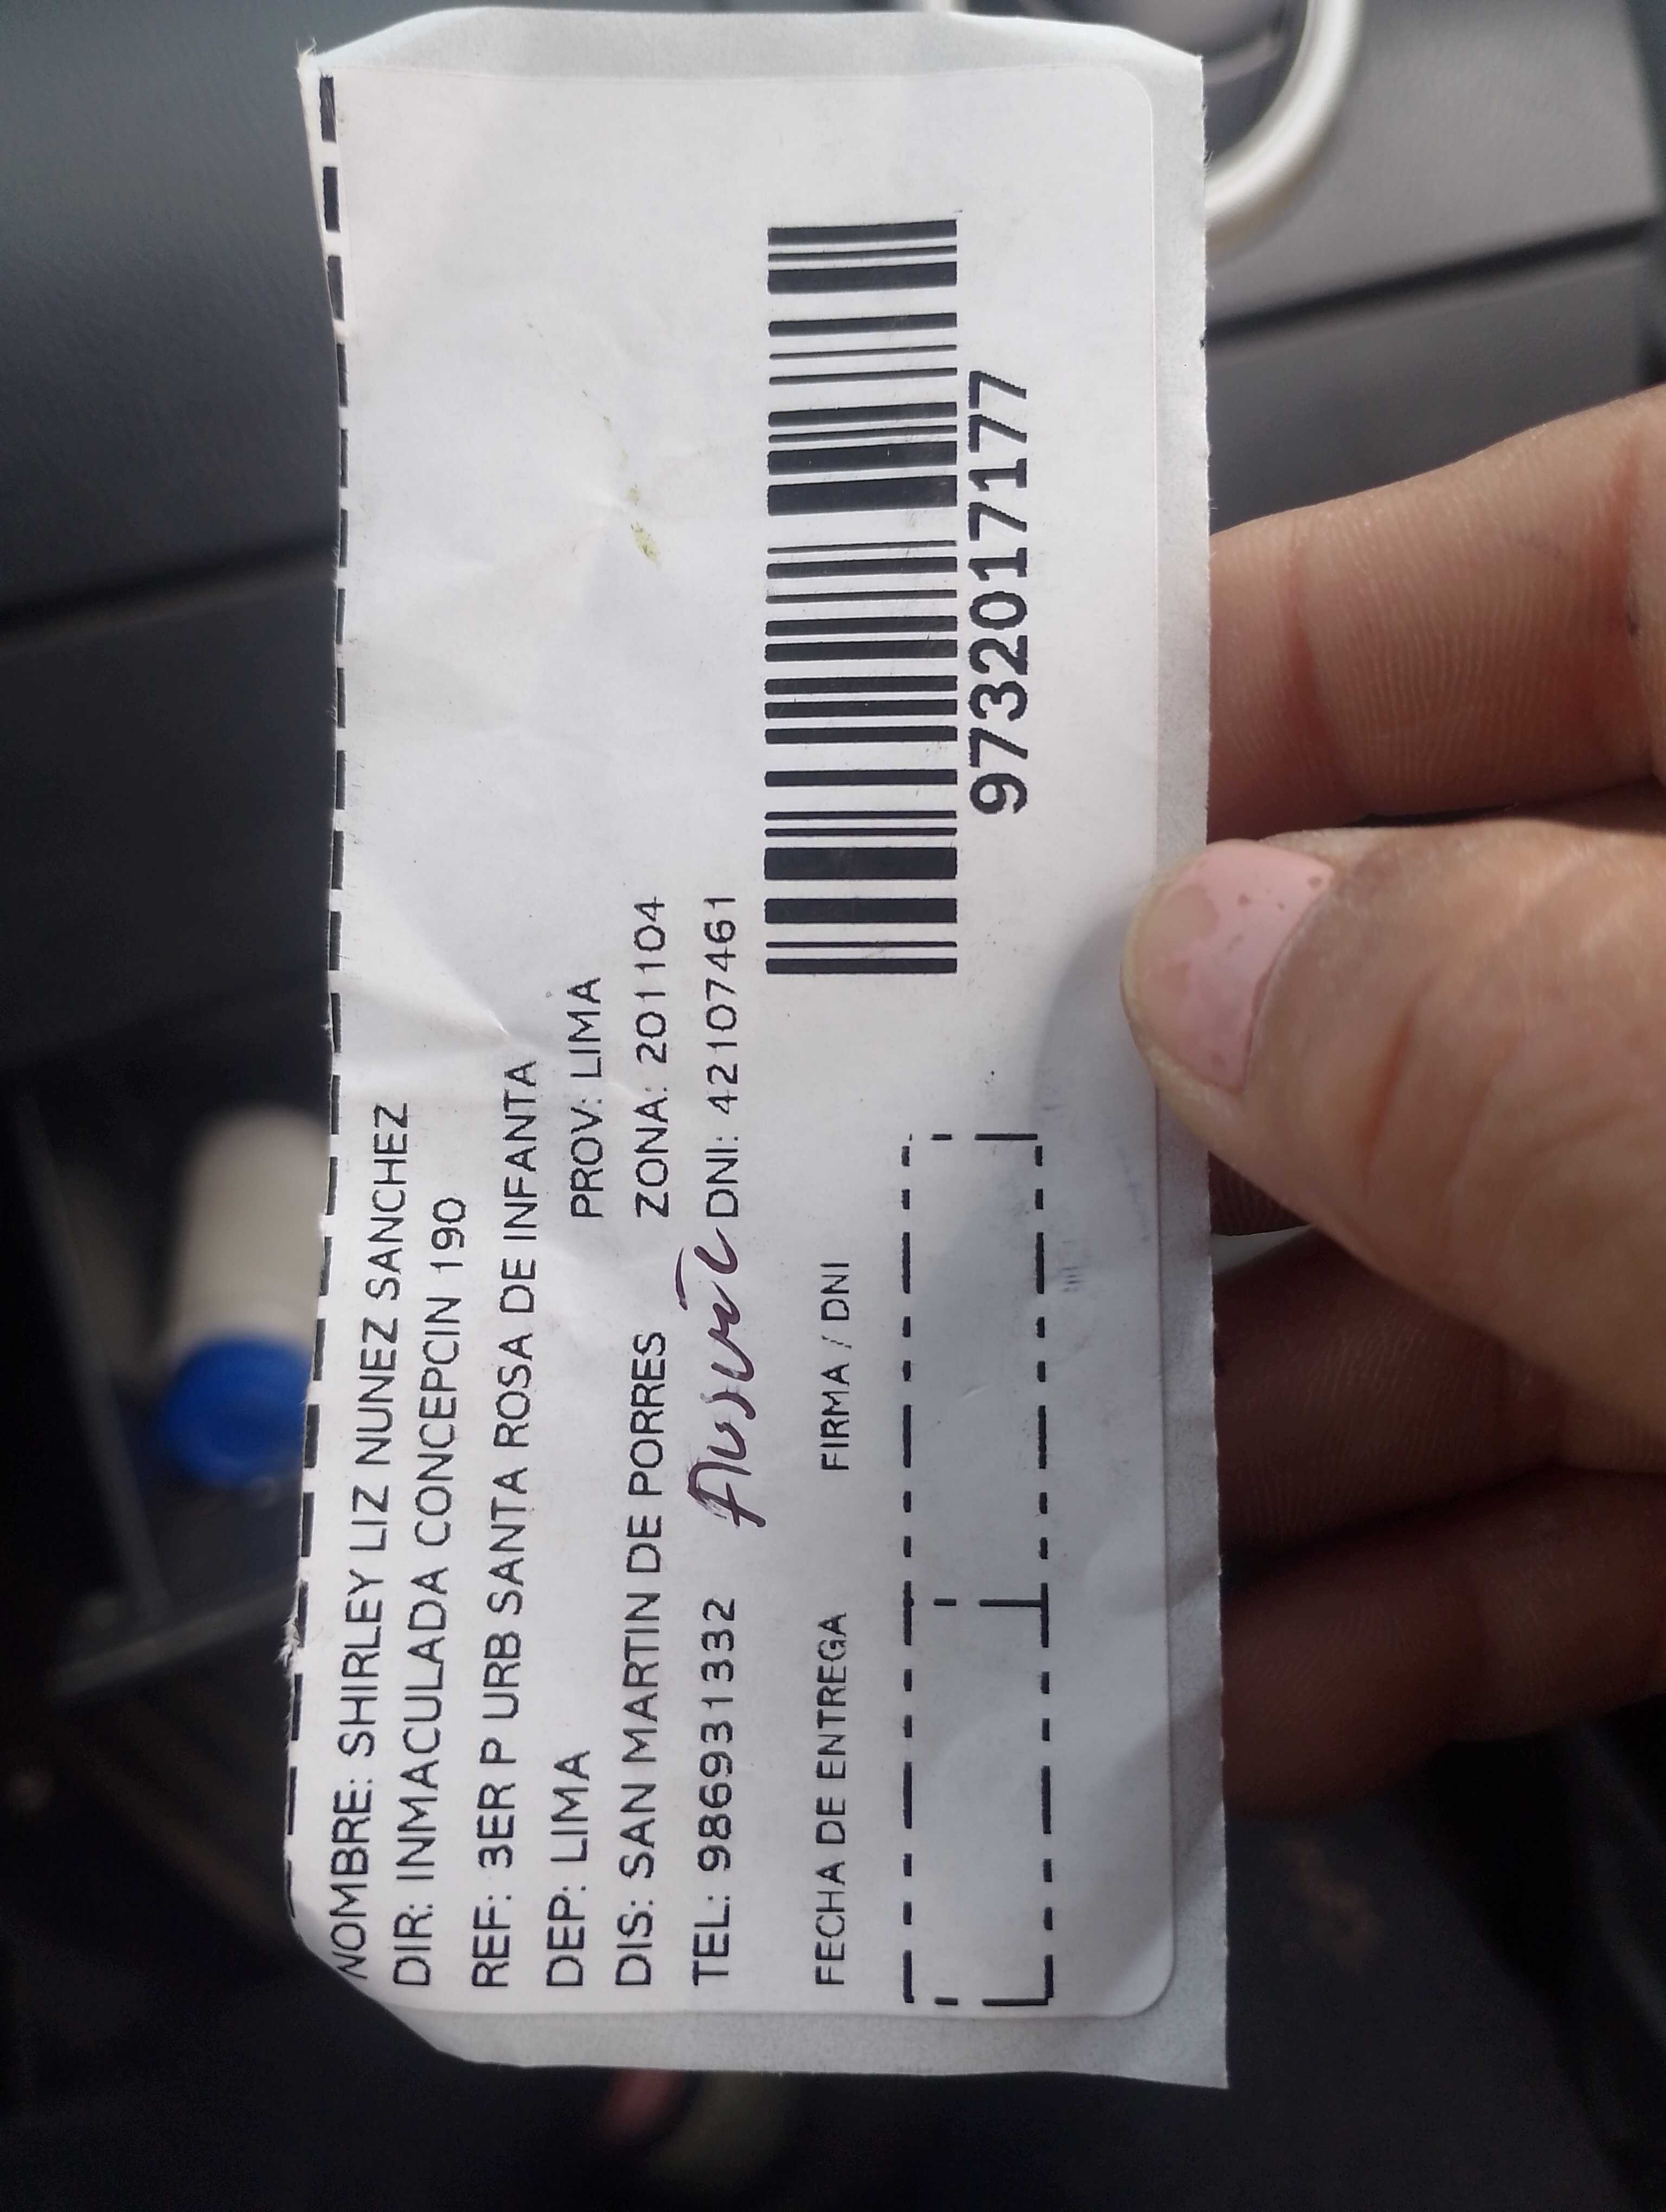 NOMBRE: SHIRLEY LIZ NUNEZ SANCHEZ
DIR: INMACULADA CONCEPCIN 190
REF: 3ER P URB SANTA ROSA DE INFANTA
DEP: LIMA PROV: LIMA
DIS: SAN MARTIN DE PORRES ZONA: 201104
TEL: 986931332 DNI: 42107461
FECHA DE ENTREGA FIRMA / DNI
9732017177